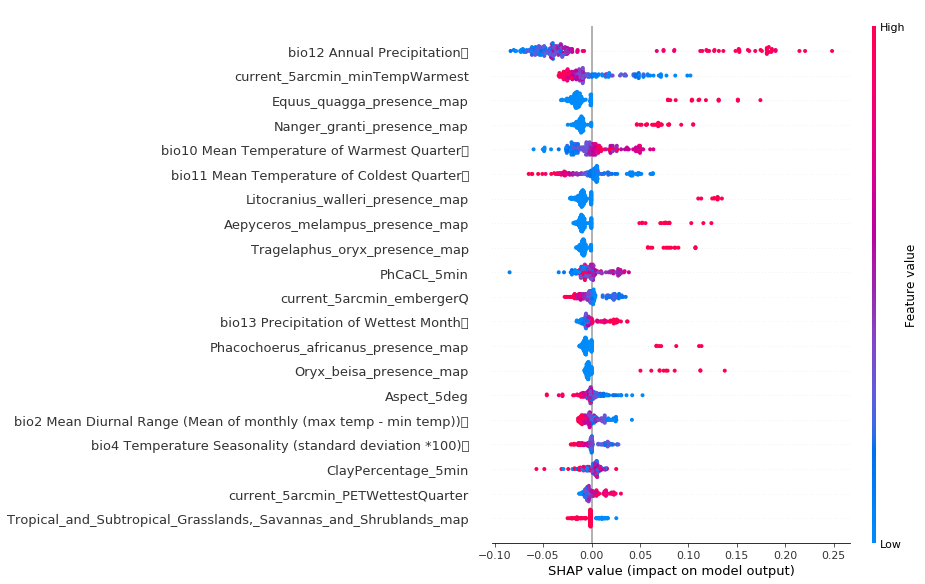 High
bio12 Annual Precipitation
current_5arcmin_minTempWarmest
Equus_quagga_presence_map
Nanger_granti_presence_map
bio10 Mean Temperature of Warmest Quarter
bio11 Mean Temperature of Coldest Quarter
Litocranius_walleri_presence_map
Aepyceros_melampus_presence_map
Tragelaphus_oryx_presence_map
PhCaCL_5min
current_5arcmin_embergerQ
bio13 Precipitation of Wettest Month
Phacochoerus_africanus_presence_map
Oryx_beisa_presence_map
Aspect_5deg
bio2 Mean Diurnal Range (Mean of monthly (max temp - min temp))
bio4 Temperature Seasonality (standard deviation *100)
ClayPercentage_5min
current_5arcmin_PETWettestQuarter
Tropical_and_Subtropical_Grasslands,_Savannas_and_Shrublands_map
Feature value
Low
−0.10 −0.05 0.00 0.05 0.10 0.15 0.20 0.25
SHAP value (impact on model output)